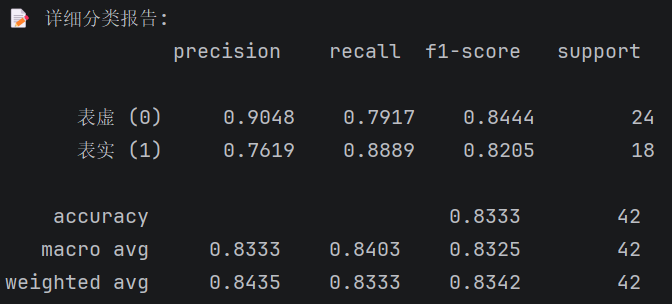 📝 详细分类报告:
precision recall f1-score support
表虚 (0) 0.9048 0.7917 0.8444 24
表实 (1) 0.7619 0.8889 0.8205 18
accuracy 0.8333 42
macro avg 0.8333 0.8403 0.8325 42
weighted avg 0.8435 0.8333 0.8342 42